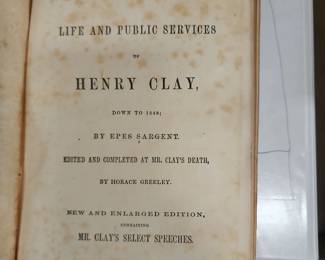 LIFE AND PUBLIC SERVICES
OF
HENRY CLAY,
DOWN TO 1848;
BY EPES SARGENT.
EDITED AND COMPLETED AT MR. CLAY'S DEATH,
BY HORACE GREELEY.
NEW AND ENLARGED EDITION,
CONTAINING
MR. CLAY'S SELECT SPEECHES.